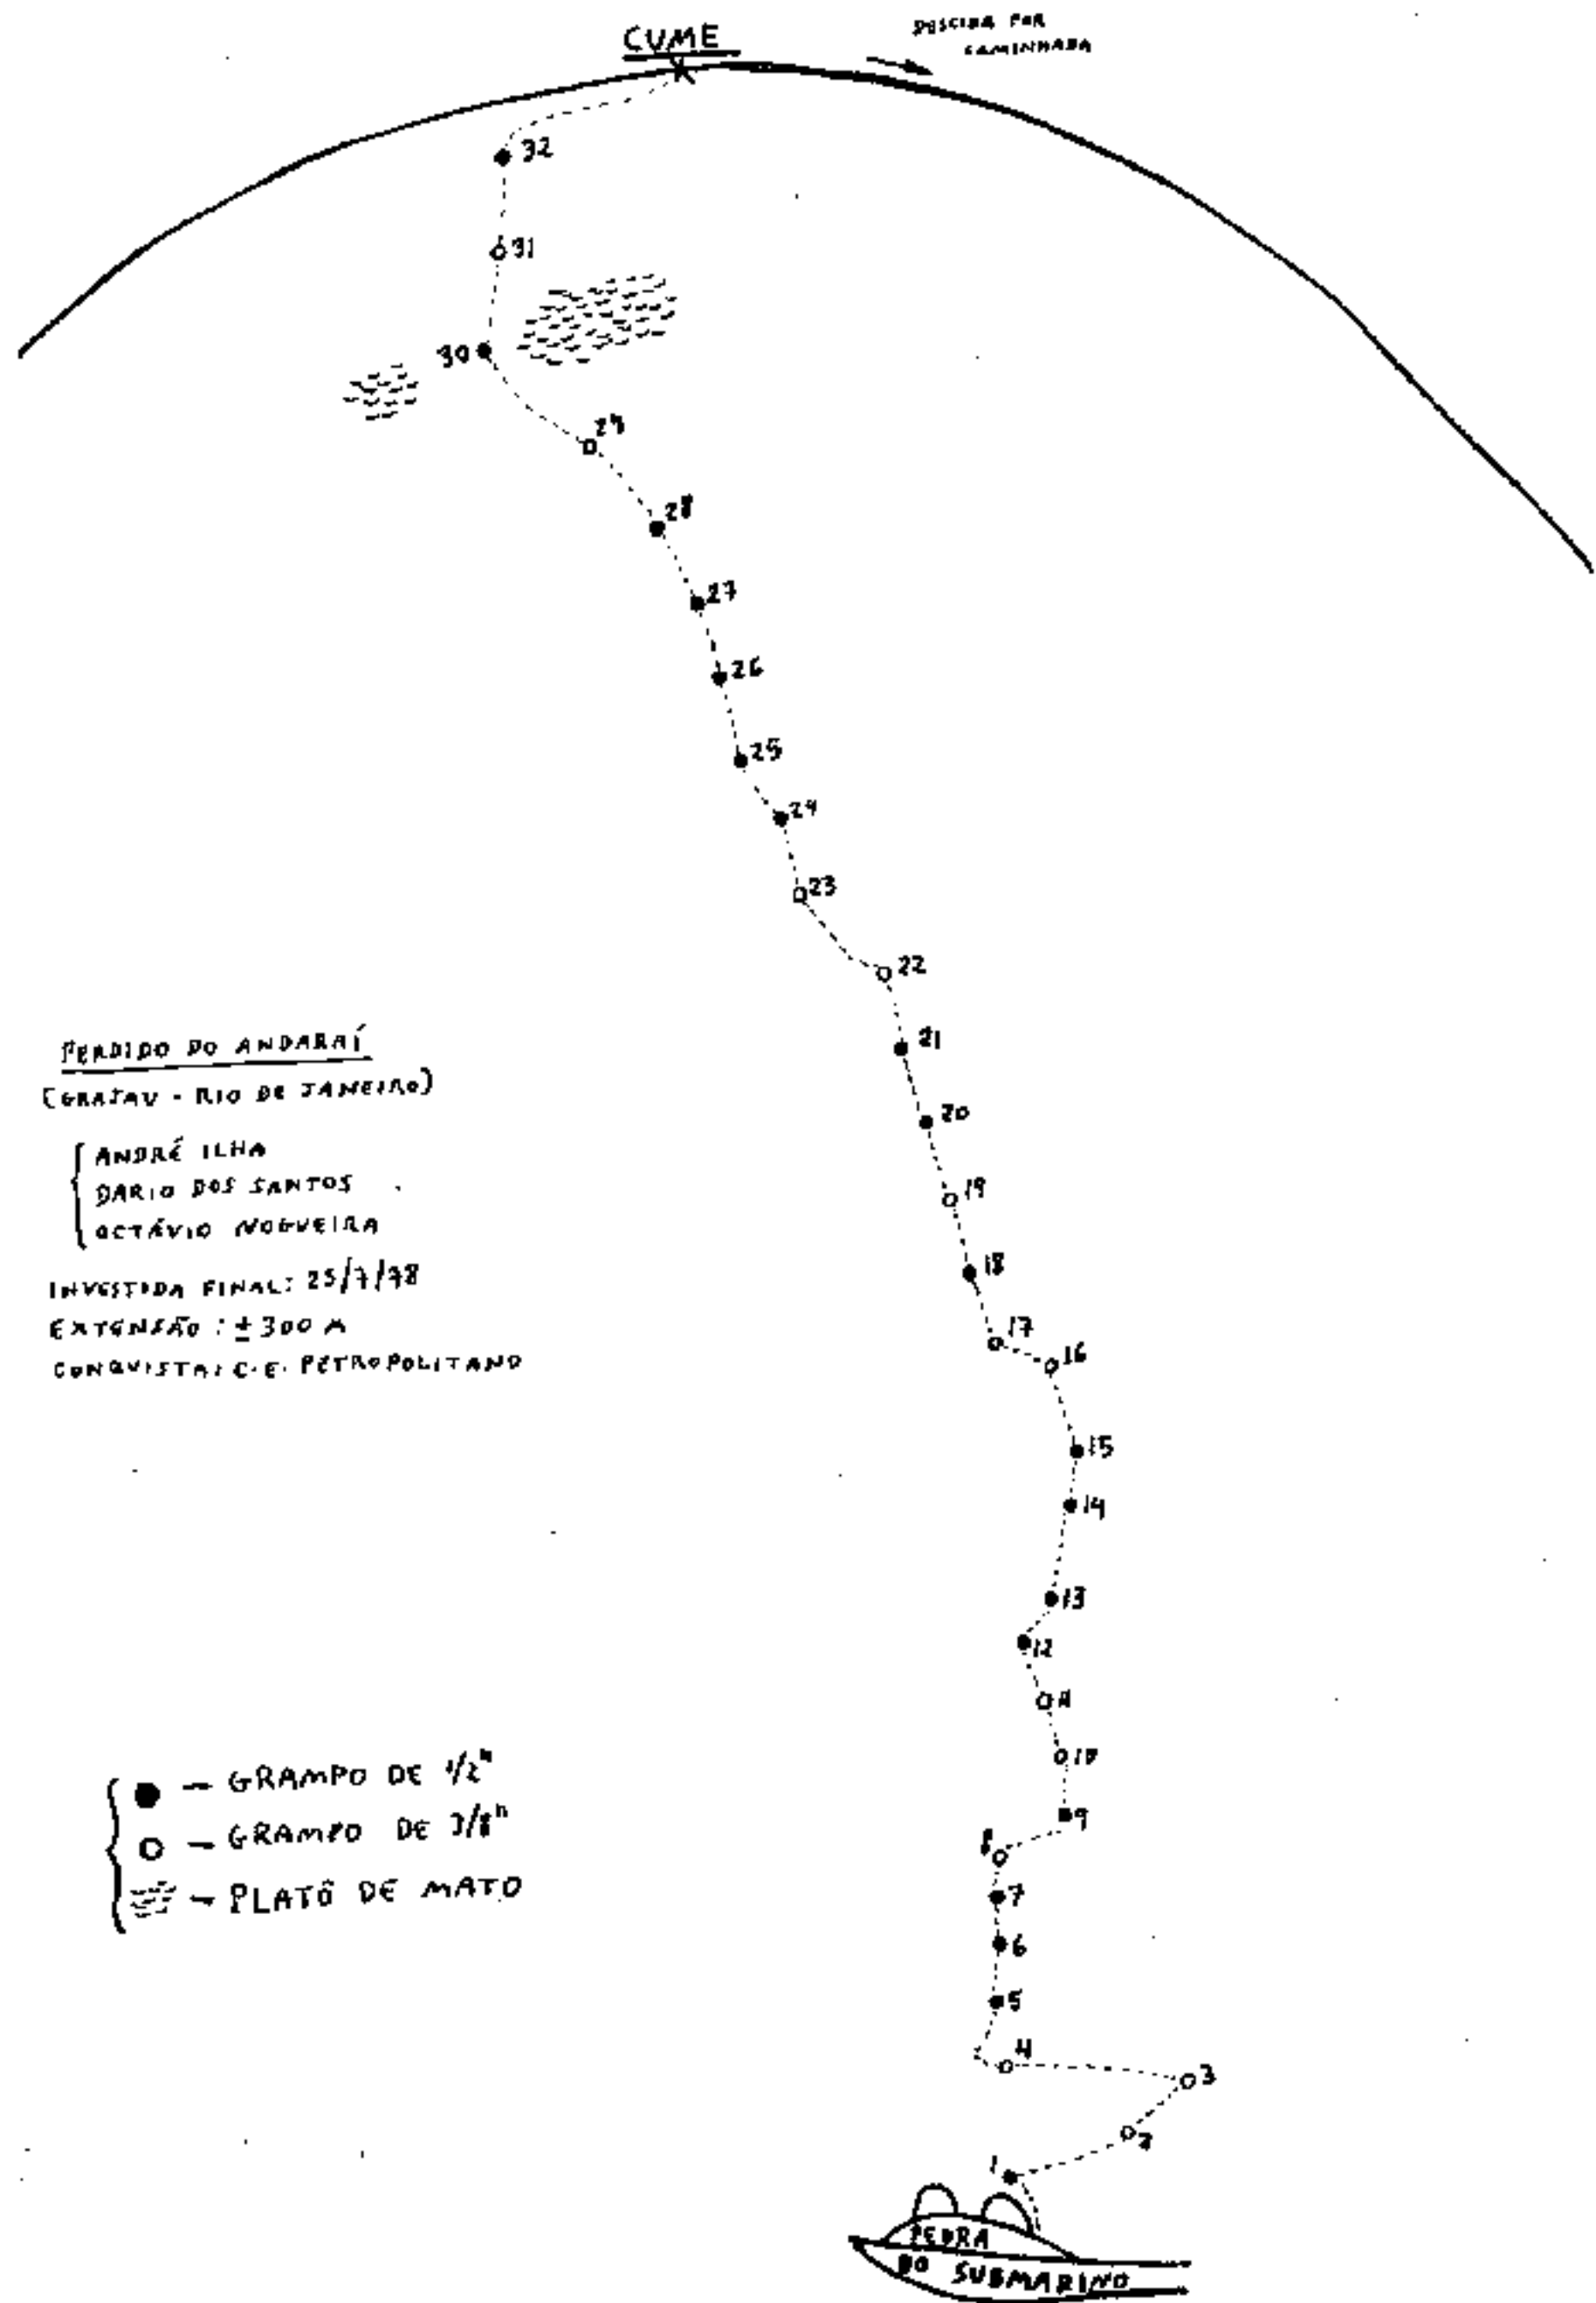 CUME
DESCIDA POR
CAMINHADA
32
31
30
29
28
27
26
25
24
23
22
21
20
19
18
17
16
15
14
13
12
11
10
9
8
7
6
5
4
3
2
1
PERDIDO DO ANDARAÍ
(GRAJAU - RIO DE JANEIRO)
ANDRÉ ILHA
DARIO DOS SANTOS
OCTÁVIO NOGUEIRA
INVESTIDA FINAL: 25/7/78
EXTENSÃO : ± 300 M
CONQUISTA: C.E. PETROPOLITANO
● — GRAMPO DE 1/2"
○ — GRAMPO DE 3/8"
— PLATÔ DE MATO
PEDRA
DO SUBMARINO